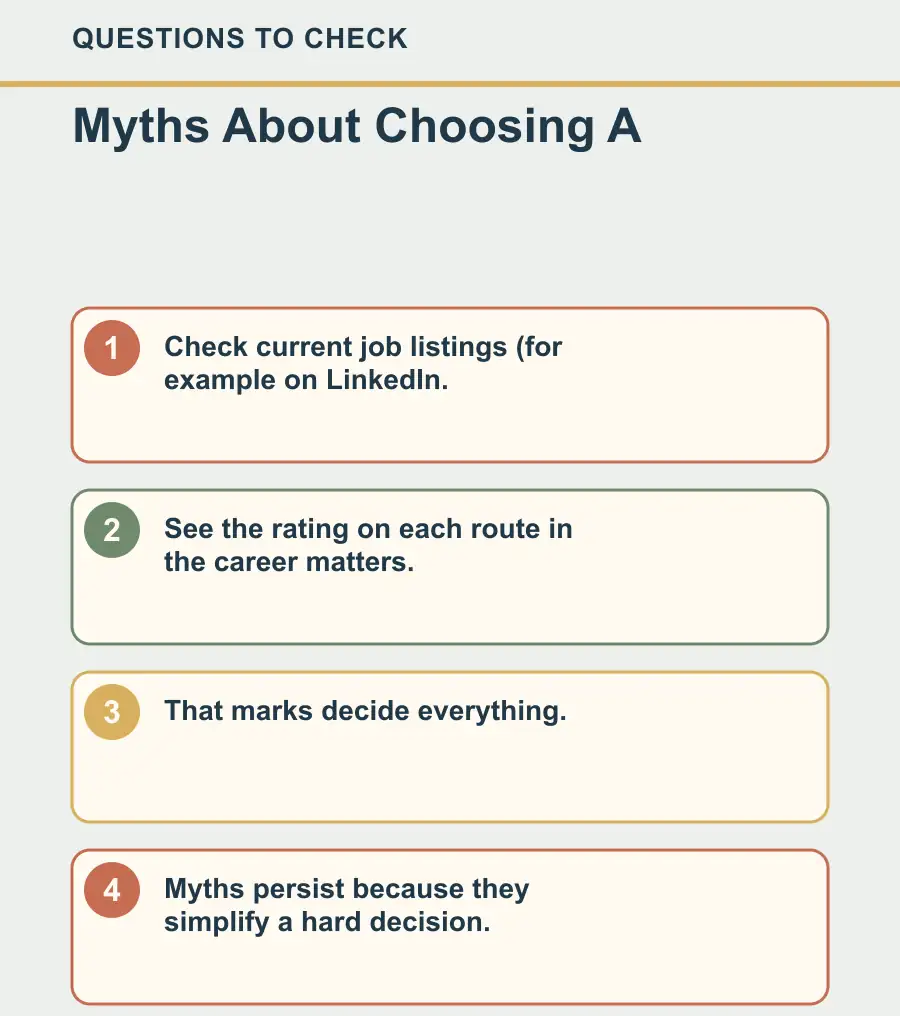 QUESTIONS TO CHECK
Myths About Choosing A
1
Check current job listings (for
example on LinkedIn.
2
See the rating on each route in
the career matters.
3
That marks decide everything.
4
Myths persist because they
simplify a hard decision.